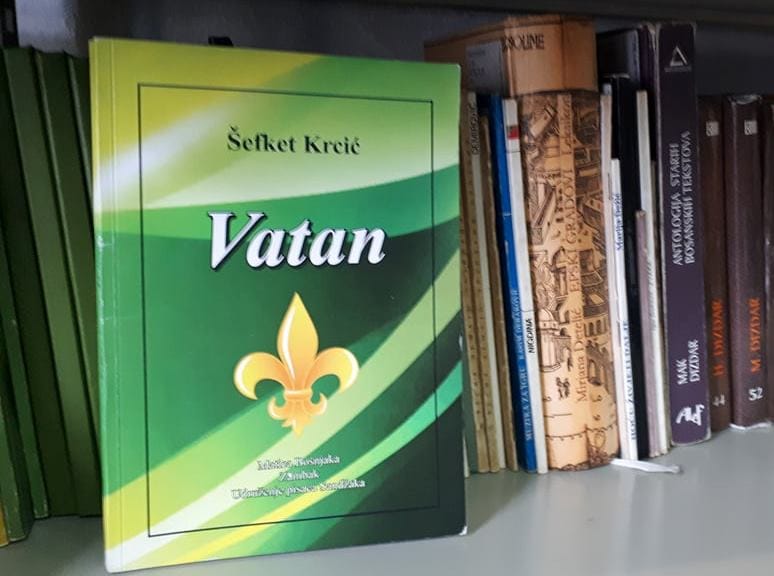 Šefket Krcić
Vatan
Matica Bošnjaka
Zambak
Udruženje pisaca Sandžaka
Mirjana Detelić EPSKI GRADOVI Leksikon
MAK
DIZDAR
ANTOLOGIJA STARIH
BOSANSKIH TEKSTOVA
H. DIZDAR
44
M. DIZDAR
52